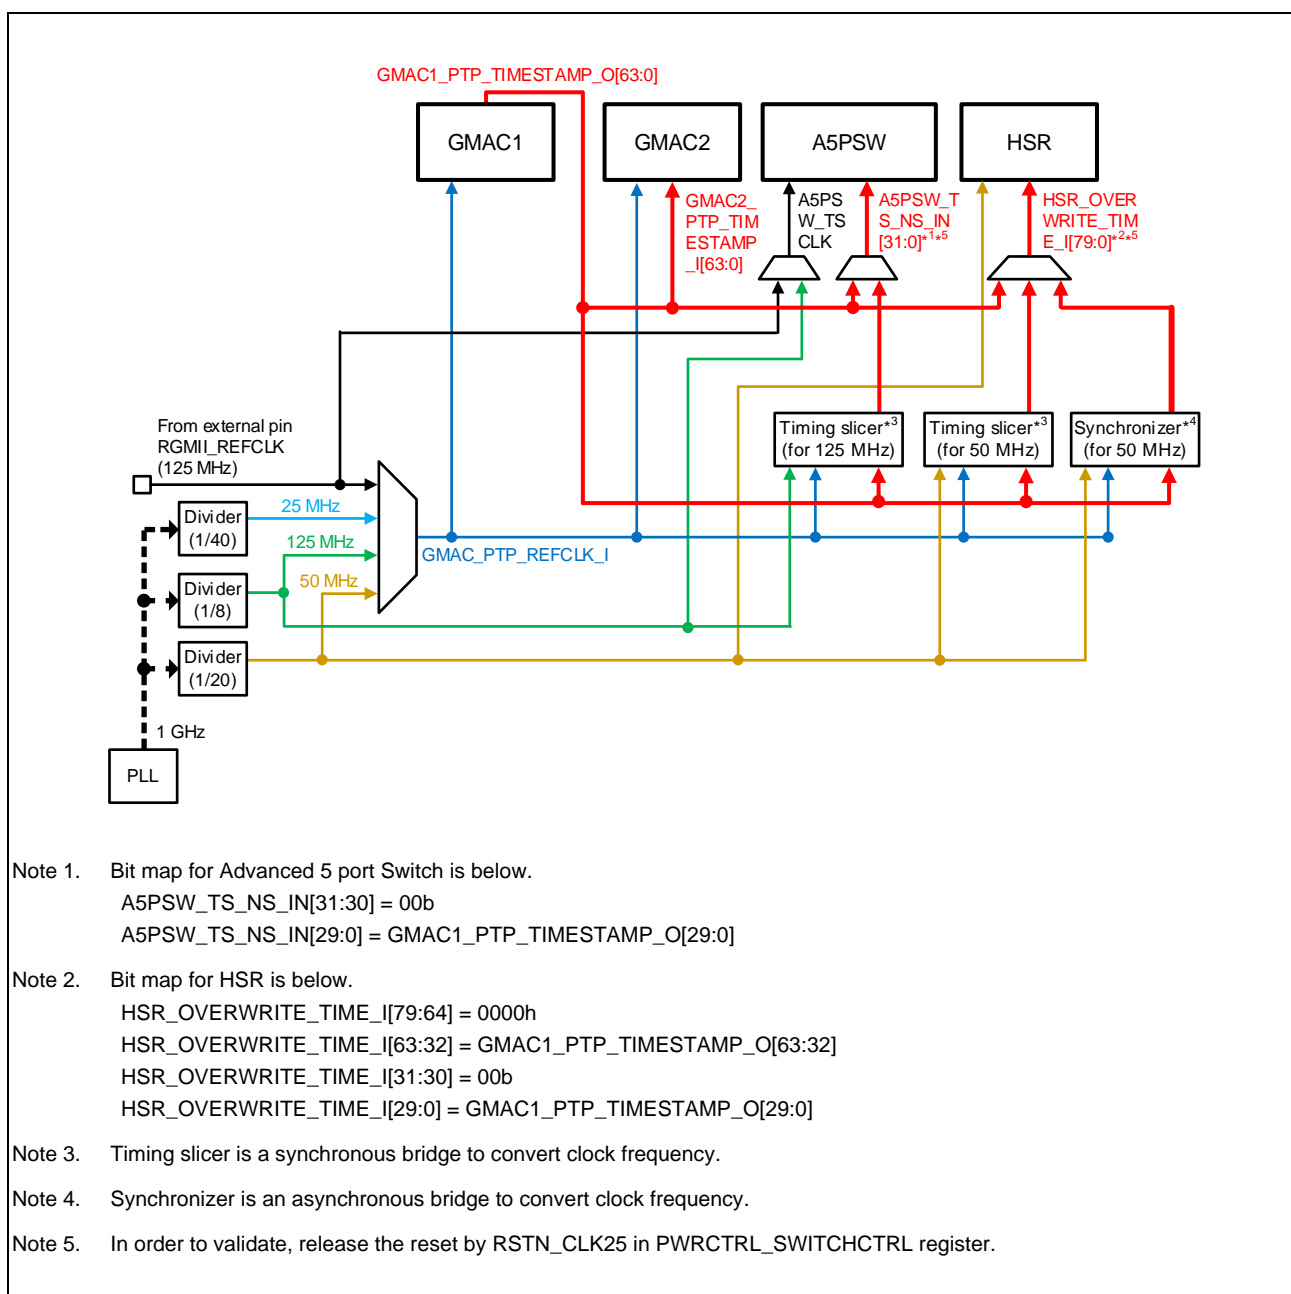 GMAC1_PTP_TIMESTAMP_O[63:0]
GMAC1
GMAC2
A5PSW
HSR
GMAC2_
PTP_TIM
ESTAMP
_I[63:0]
A5PS
W_TS
CLK
A5PSW_T
S_NS_IN
[31:0]*1*5
HSR_OVER
WRITE_TIM
E_I[79:0]*2*5
From external pin
RGMII_REFCLK
(125 MHz)
Timing slicer*3
(for 125 MHz)
Timing slicer*3
(for 50 MHz)
Synchronizer*4
(for 50 MHz)
Divider
(1/40)
25 MHz
125 MHz
GMAC_PTP_REFCLK_I
Divider
(1/8)
50 MHz
Divider
(1/20)
1 GHz
PLL
Note 1. Bit map for Advanced 5 port Switch is below.
A5PSW_TS_NS_IN[31:30] = 00b
A5PSW_TS_NS_IN[29:0] = GMAC1_PTP_TIMESTAMP_O[29:0]
Note 2. Bit map for HSR is below.
HSR_OVERWRITE_TIME_I[79:64] = 0000h
HSR_OVERWRITE_TIME_I[63:32] = GMAC1_PTP_TIMESTAMP_O[63:32]
HSR_OVERWRITE_TIME_I[31:30] = 00b
HSR_OVERWRITE_TIME_I[29:0] = GMAC1_PTP_TIMESTAMP_O[29:0]
Note 3. Timing slicer is a synchronous bridge to convert clock frequency.
Note 4. Synchronizer is an asynchronous bridge to convert clock frequency.
Note 5. In order to validate, release the reset by RSTN_CLK25 in PWRCTRL_SWITCHCTRL register.